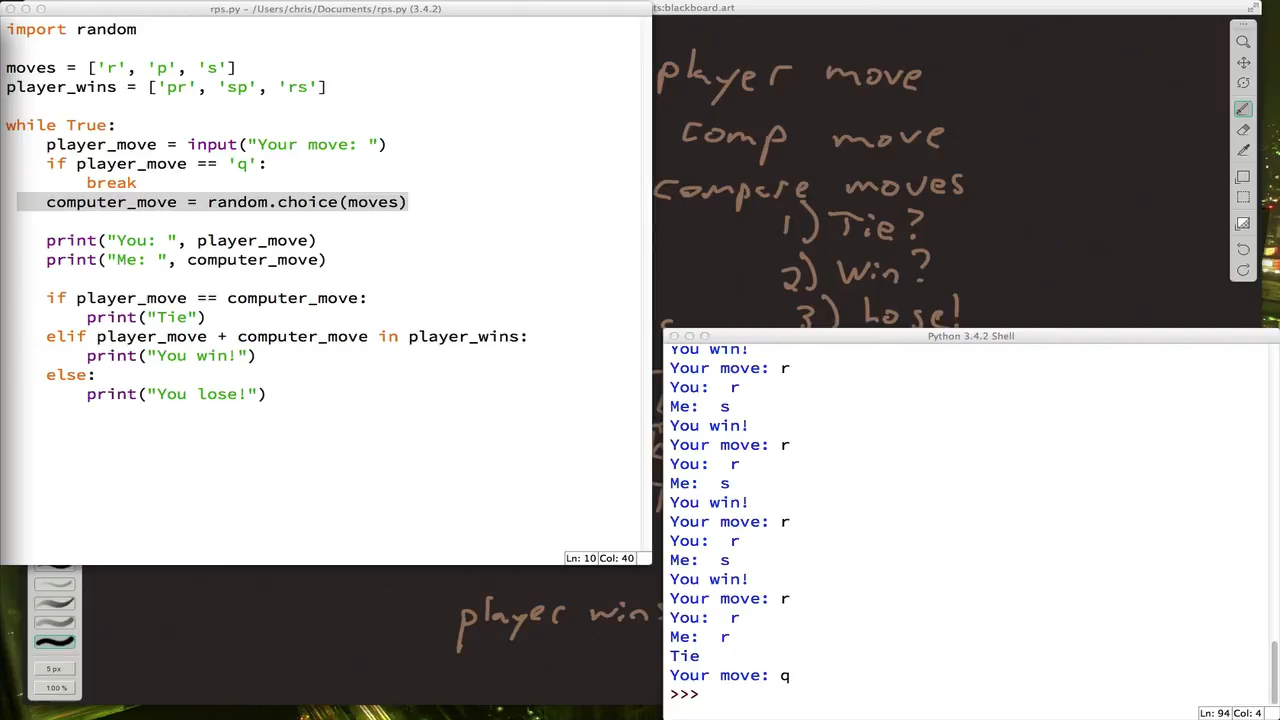 rps.py - /Users/chris/Documents/rps.py (3.4.2)
import random
moves = ['r', 'p', 's']
player_wins = ['pr', 'sp', 'rs']
while True:
player_move = input("Your move: ")
if player_move == 'q':
break
computer_move = random.choice(moves)
print("You: ", player_move)
print("Me: ", computer_move)
if player_move == computer_move:
print("Tie")
elif player_move + computer_move in player_wins:
print("You win!")
else:
print("You lose!")
Ln: 10 Col: 40
ts:blackboard.art
player move
comp move
compare moves
1) Tie?
2) Win?
3) Lose!
player win
5 px
100 %
Python 3.4.2 Shell
You win!
Your move: r
You:  r
Me:  s
You win!
Your move: r
You:  r
Me:  s
You win!
Your move: r
You:  r
Me:  s
You win!
Your move: r
You:  r
Me:  r
Tie
Your move: q
>>>
Ln: 94 Col: 4